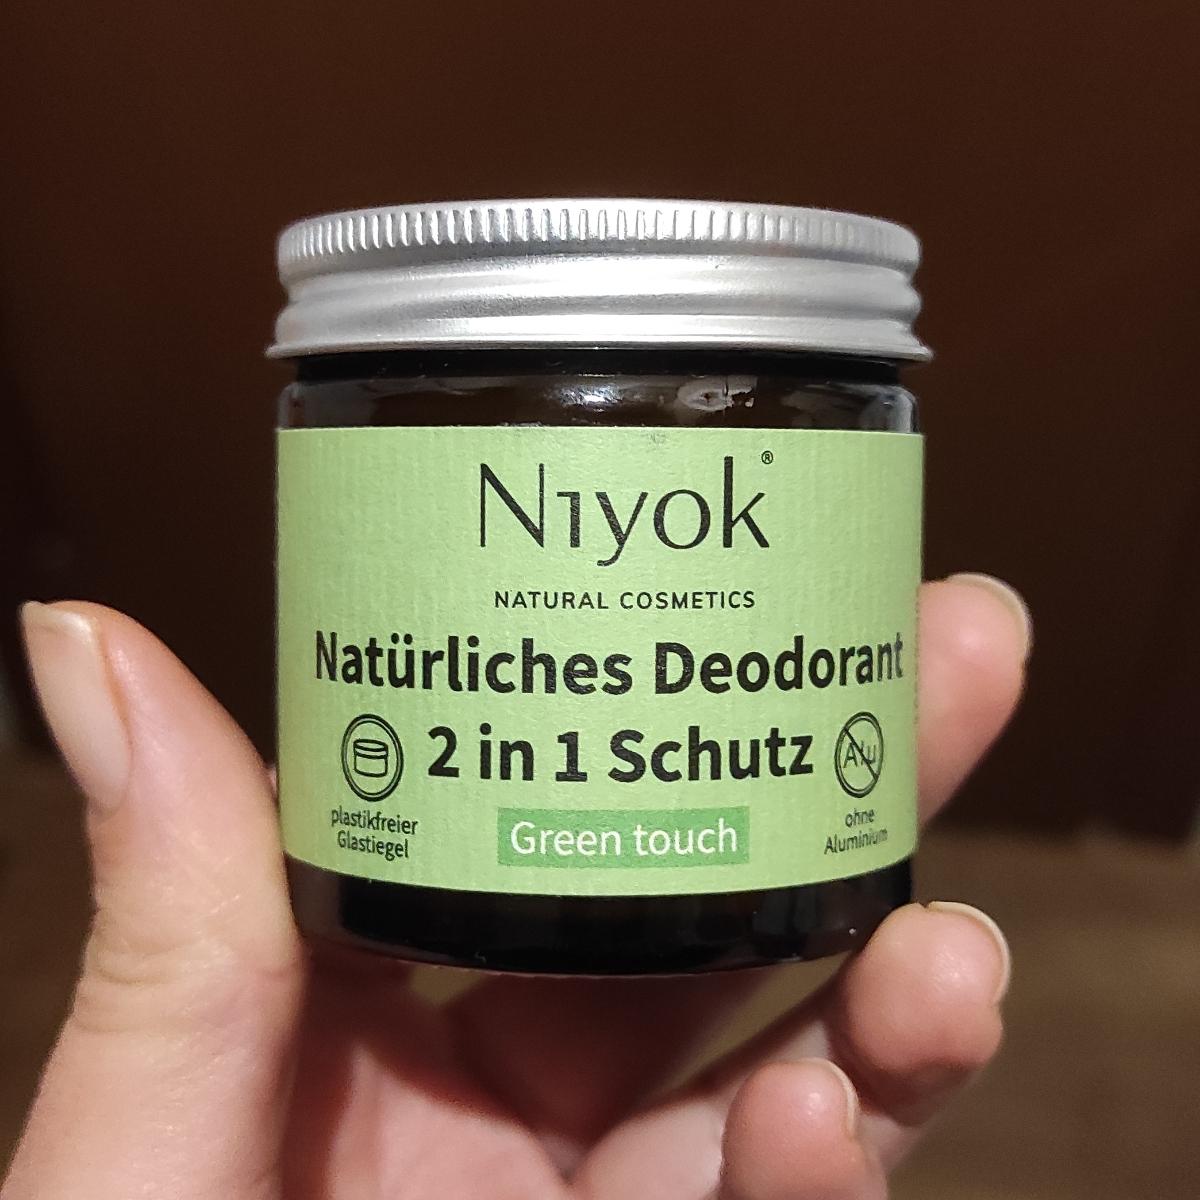 Niyok®
NATURAL COSMETICS
Natürliches Deodorant
2 in 1 Schutz
plastikfreier
Glastiegel
Green touch
Alu
ohne
Aluminium